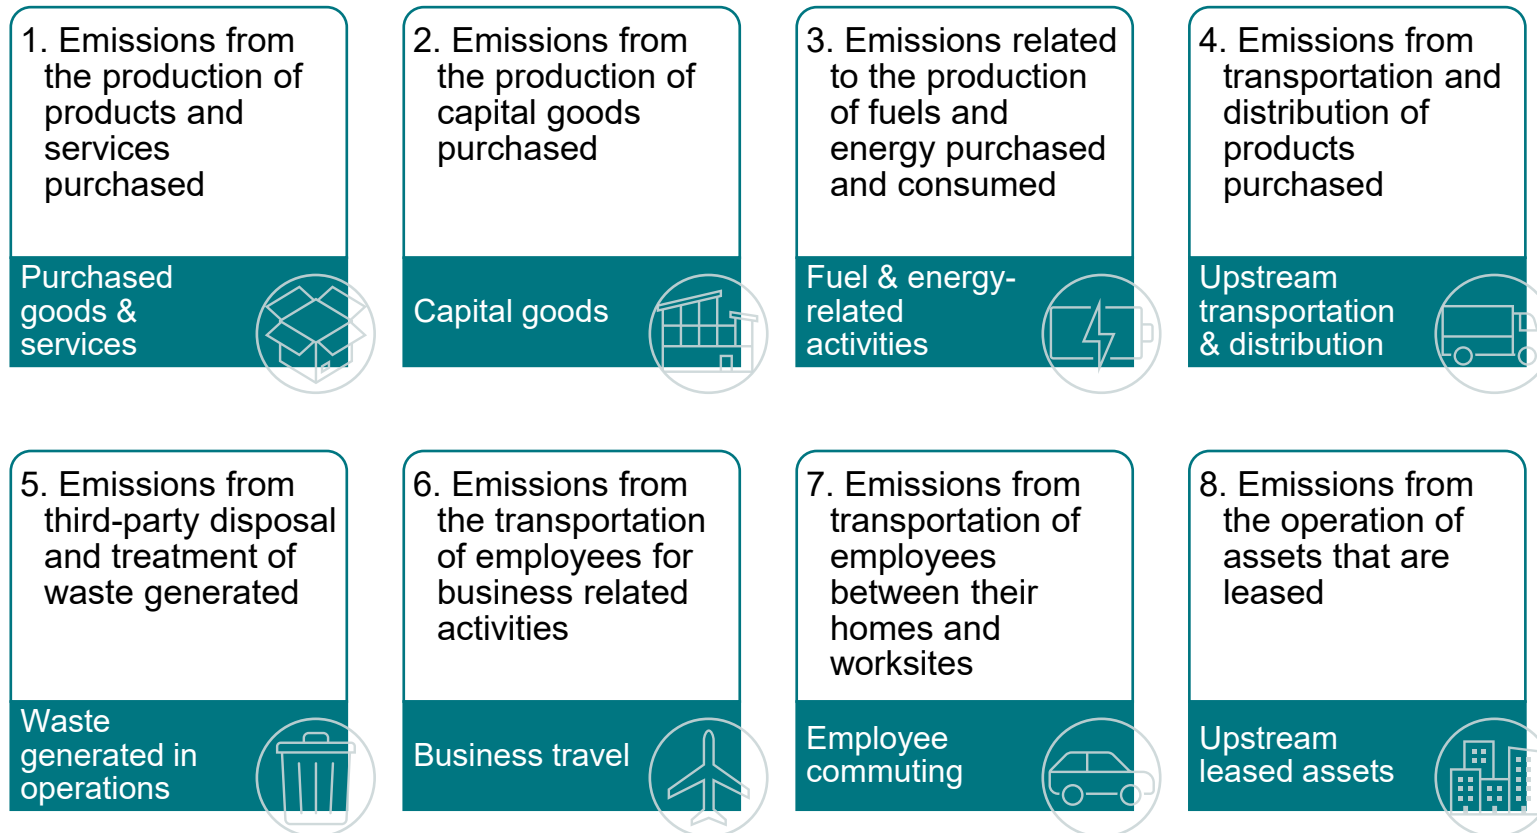 1. Emissions from
the production of
products and
services
purchased
Purchased
goods &
services
2. Emissions from
the production of
capital goods
purchased
Capital goods
3. Emissions related
to the production
of fuels and
energy purchased
and consumed
Fuel & energy-
related
activities
4. Emissions from
transportation and
distribution of
products
purchased
Upstream
transportation
& distribution
5. Emissions from
third-party disposal
and treatment of
waste generated
Waste
generated in
operations
6. Emissions from
the transportation
of employees for
business related
activities
Business travel
7. Emissions from
transportation of
employees
between their
homes and
worksites
Employee
commuting
8. Emissions from
the operation of
assets that are
leased
Upstream
leased assets